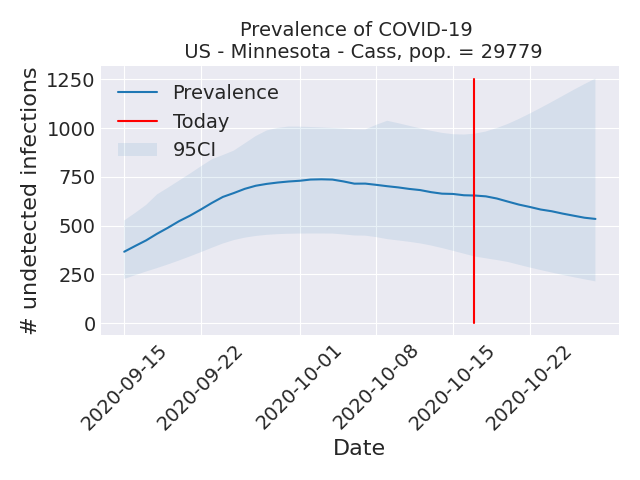 Prevalence of COVID-19
US - Minnesota - Cass, pop. = 29779
# undetected infections
1250
1000
750
500
250
0
Prevalence
Today
95CI
2020-09-15
2020-09-22
2020-10-01
2020-10-08
2020-10-15
2020-10-22
Date